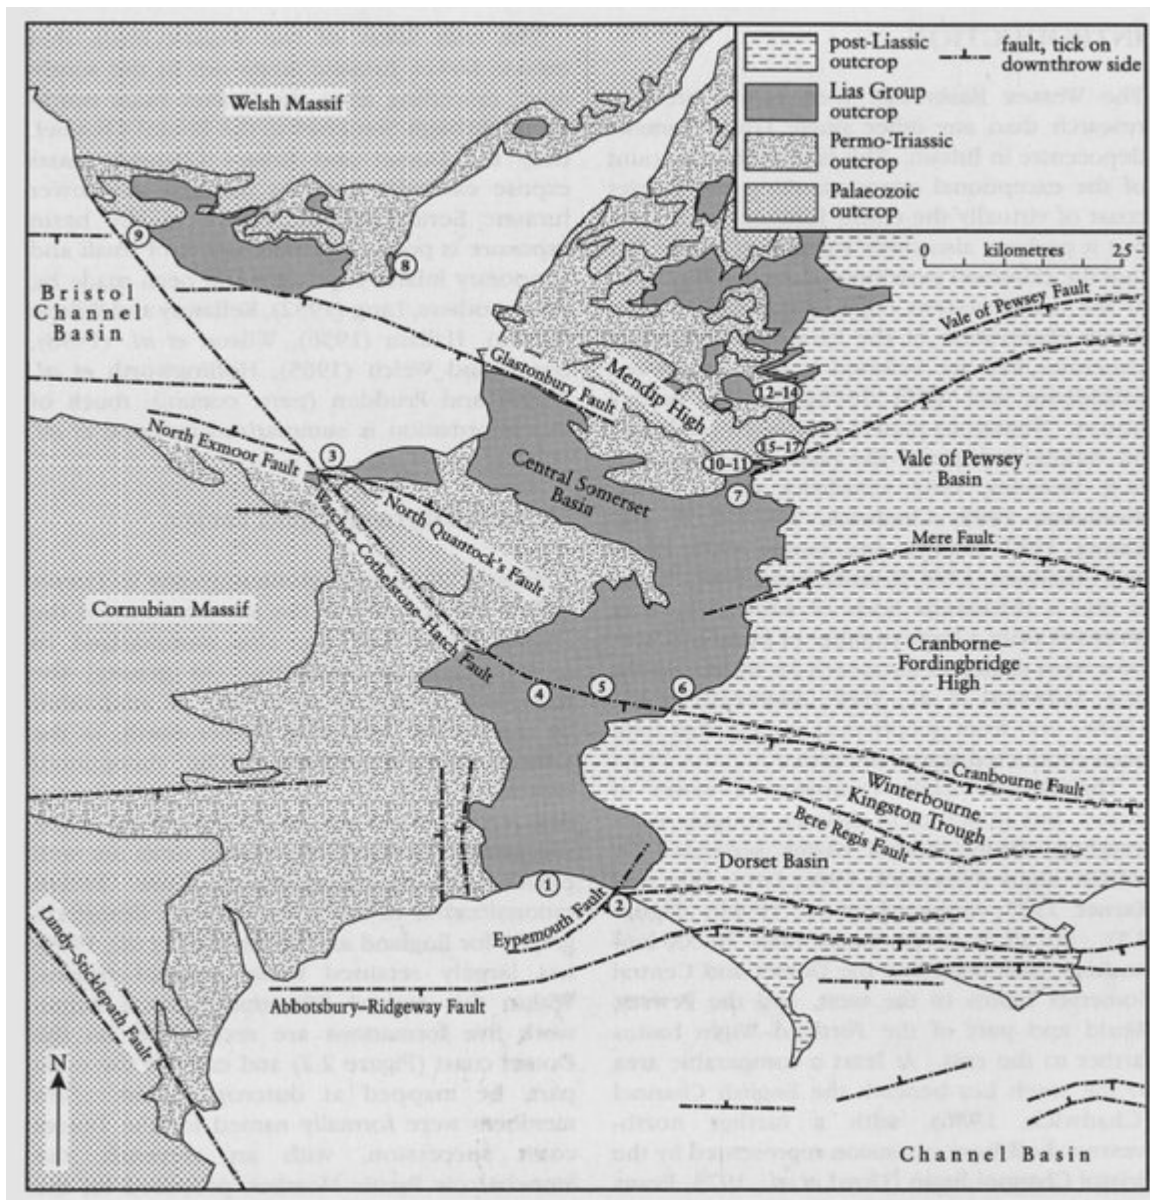 post-Liassic
outcrop
fault, tick on
downthrow side
Lias Group
outcrop
Permo-Triassic
outcrop
Palaeozoic
outcrop
0 kilometres 25
Welsh Massif
9
8
Bristol
Channel
Basin
Vale of Pewsey Fault
Glastonbury Fault
Mendip High
12–14
North Exmoor Fault
3
15–17
10–11
7
Central Somerset
Basin
Vale of Pewsey
Basin
North Quantock's Fault
Watchet–Cothelstone–Hatch Fault
Mere Fault
Cornubian Massif
Cranborne–
Fordingbridge
High
4
5
6
Cranbourne Fault
Winterbourne
Kingston Trough
Bere Regis Fault
Dorset Basin
1
2
Eypemouth Fault
Lundy–Sticklepath Fault
Abbotsbury–Ridgeway Fault
N
Channel Basin